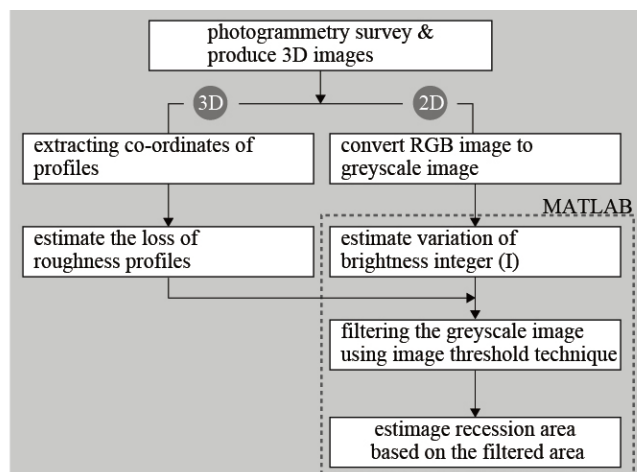 photogrammetry survey &
produce 3D images
3D
2D
extracting co-ordinates of
profiles
convert RGB image to
greyscale image
MATLAB
estimate the loss of
roughness profiles
estimate variation of
brightness integer (I)
filtering the greyscale image
using image threshold technique
estimage recession area
based on the filtered area